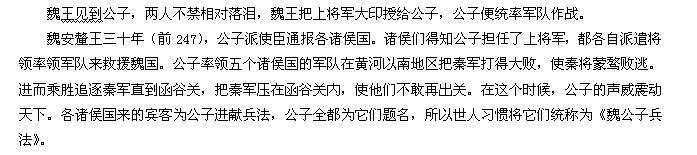 魏王见到公子，两人不禁相对落泪，魏王把上将军大印授给公子，公子便统率军队作战。
魏安釐王三十年（前 247），公子派使臣通报各诸侯国。诸侯们得知公子担任了上将军，都各自派遣将
领率领军队来救援魏国。公子率领五个诸侯国的军队在黄河以南地区把秦军打得大败，使秦将蒙骜败逃。
进而乘胜追逐秦军直到函谷关，把秦军压在函谷关内，使他们不敢再出关。在这个时候，公子的声威震动
天下。各诸侯国来的宾客为公子进献兵法，公子全都为它们题名，所以世人习惯将它们统称为《魏公子兵
法》。